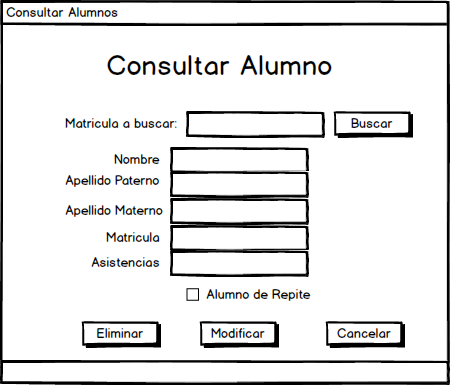 Consultar Alumnos
Consultar Alumno
Matricula a buscar: Buscar
Nombre
Apellido Paterno
Apellido Materno
Matricula
Asistencias
Alumno de Repite
Eliminar Modificar Cancelar